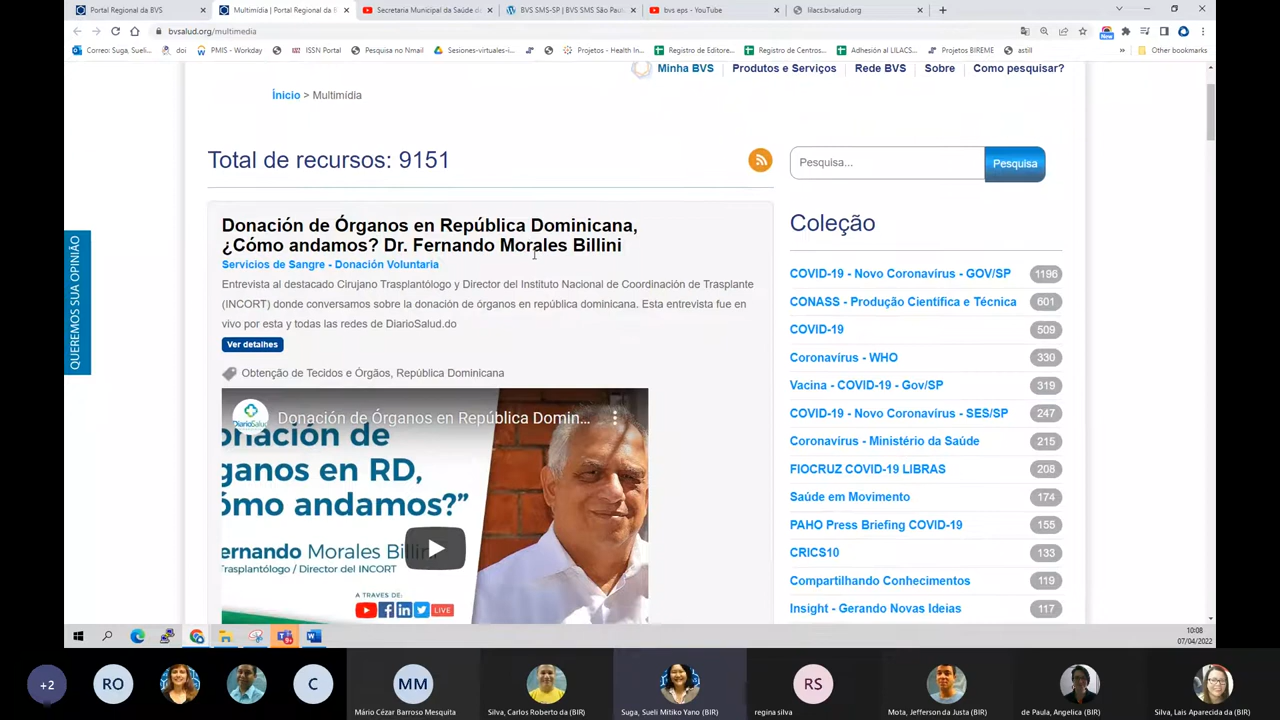 Portal Regional da BVS
Multimídia | Portal Regional da B
Secretaria Municipal da Saúde d
BVS SMS-SP | BVS SMS São Pau
bvs eps - YouTube
lilacs.bvsalud.org
bvsalud.org/multimedia
Correo: Suga, Sueli...
doi
PMIS - Workday
ISSN Portal
Pesquisa no Nmail
Sesiones-virtuales-i...
Projetos - Health In...
Registro de Editore...
Registro de Centros...
Adhesión al LILACS...
Projetos BIREME
astill
»
Other bookmarks
New
Minha BVS
Produtos e Serviços
Rede BVS
Sobre
Como pesquisar?
Início > Multimídia
Total de recursos: 9151
Pesquisa...
Pesquisa
QUEREMOS SUA OPINIÃO
Donación de Órganos en República Dominicana,
¿Cómo andamos? Dr. Fernando Morales Billini
Servicios de Sangre - Donación Voluntaria
Entrevista al destacado Cirujano Trasplantólogo y Director del Instituto Nacional de Coordinación de Trasplante
(INCORT) donde conversamos sobre la donación de órganos en república dominicana. Esta entrevista fue en
vivo por esta y todas las redes de DiarioSalud.do
Ver detalhes
Obtenção de Tecidos e Órgãos, República Dominicana
DiarioSalud
Donación de Órganos en República Domin...
onación de
ganos en RD,
ómo andamos?”
ernando Morales Billini
Trasplantólogo / Director del INCORT
A TRAVES DE:
LIVE
Coleção
COVID-19 - Novo Coronavírus - GOV/SP 1196
CONASS - Produção Científica e Técnica 601
COVID-19 509
Coronavírus - WHO 330
Vacina - COVID-19 - Gov/SP 319
COVID-19 - Novo Coronavírus - SES/SP 247
Coronavírus - Ministério da Saúde 215
FIOCRUZ COVID-19 LIBRAS 208
Saúde em Movimento 174
PAHO Press Briefing COVID-19 155
CRICS10 133
Compartilhando Conhecimentos 119
Insight - Gerando Novas Ideias 117
10:08
07/04/2022
+2
RO
C
MM
RS
Mário Cézar Barroso Mesquita
Silva, Carlos Roberto da (BIR)
Suga, Sueli Mitiko Yano (BIR)
regina silva
Mota, Jefferson da Justa (BIR)
de Paula, Angelica (BIR)
Silva, Lais Aparecida da (BIR)